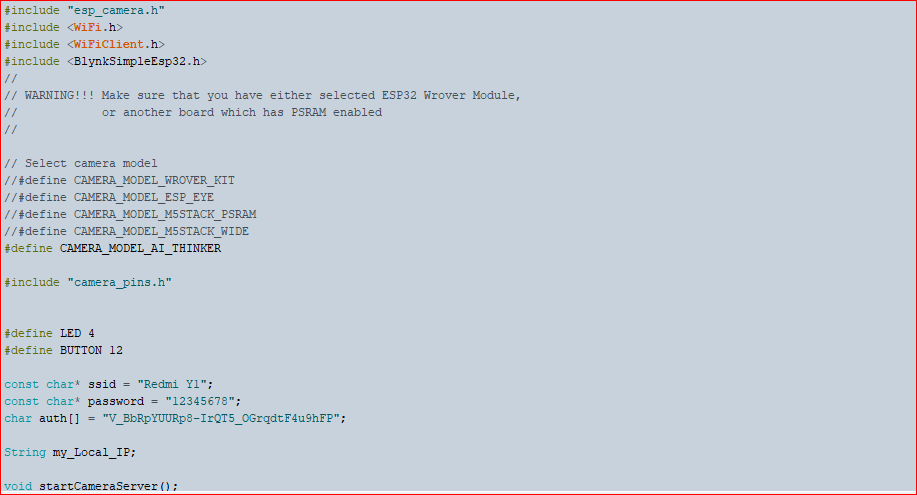 #include "esp_camera.h"
#include <WiFi.h>
#include <WiFiClient.h>
#include <BlynkSimpleEsp32.h>
//
// WARNING!!! Make sure that you have either selected ESP32 Wrover Module,
//            or another board which has PSRAM enabled
//
// Select camera model
//#define CAMERA_MODEL_WROVER_KIT
//#define CAMERA_MODEL_ESP_EYE
//#define CAMERA_MODEL_M5STACK_PSRAM
//#define CAMERA_MODEL_M5STACK_WIDE
#define CAMERA_MODEL_AI_THINKER
#include "camera_pins.h"
#define LED 4
#define BUTTON 12
const char* ssid = "Redmi Y1";
const char* password = "12345678";
char auth[] = "V_BbRpYUURp8-IrQT5_OGrqdtF4u9hFP";
String my_Local_IP;
void startCameraServer();